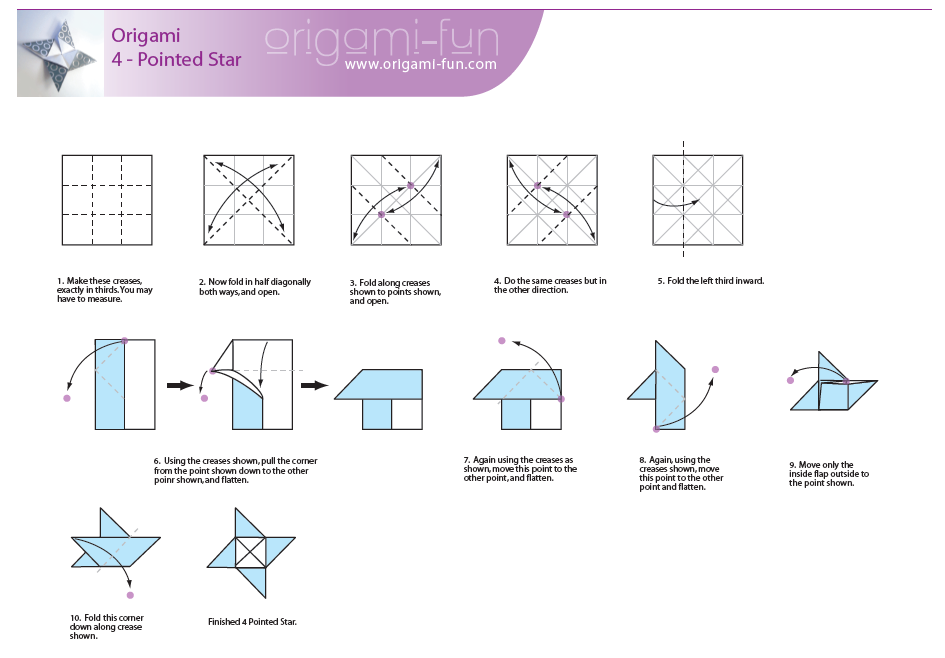 Origami
4 - Pointed Star
origami-fun
www.origami-fun.com
1. Make these creases,
exactly in thirds. You may
have to measure.
2. Now fold in half diagonally
both ways, and open.
3. Fold along creases
shown to points shown,
and open.
4. Do the same creases but in
the other direction.
5. Fold the left third inward.
6. Using the creases shown, pull the corner
from the point shown down to the other
poinr shown, and flatten.
7. Again using the creases as
shown, move this point to the
other point, and flatten.
8. Again, using the
creases shown, move
this point to the other
point and flatten.
9. Move only the
inside flap outside to
the point shown.
10. Fold this corner
down along crease
shown.
Finished 4 Pointed Star.